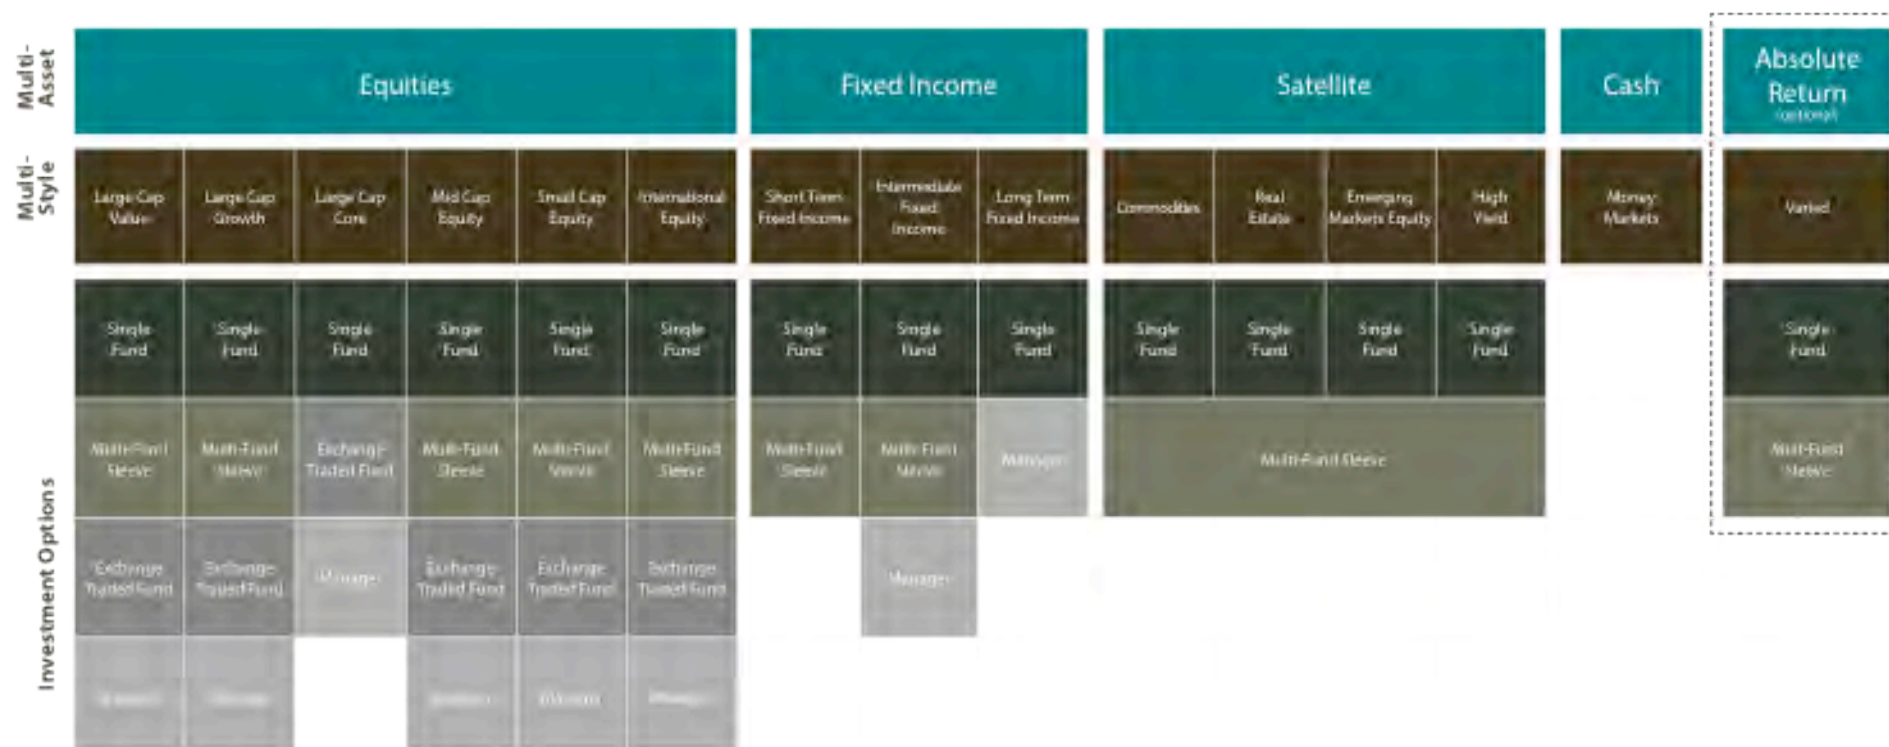 Multi-
Asset
Equities
Fixed Income
Satellite
Cash
Absolute
Return
(optional)
Multi-
Style
Large Cap
Value
Large Cap
Growth
Large Cap
Core
Mid Cap
Equity
Small Cap
Equity
International
Equity
Short Term
Fixed Income
Intermediate
Fixed
Income
Long Term
Fixed Income
Commodities
Real
Estate
Emerging
Markets Equity
High
Yield
Money
Markets
Varied
Investment Options
Single
Fund
Single
Fund
Single
Fund
Single
Fund
Single
Fund
Single
Fund
Single
Fund
Single
Fund
Single
Fund
Single
Fund
Single
Fund
Single
Fund
Single
Fund
Single
Fund
Multi-Fund
Sleeve
Multi-Fund
Sleeve
Exchange
Traded Fund
Multi-Fund
Sleeve
Multi-Fund
Sleeve
Multi-Fund
Sleeve
Multi-Fund
Sleeve
Multi-Fund
Sleeve
Manager
Multi-Fund Sleeve
Multi-Fund
Sleeve
Exchange
Traded Fund
Exchange
Traded Fund
Manager
Exchange
Traded Fund
Exchange
Traded Fund
Exchange
Traded Fund
Manager